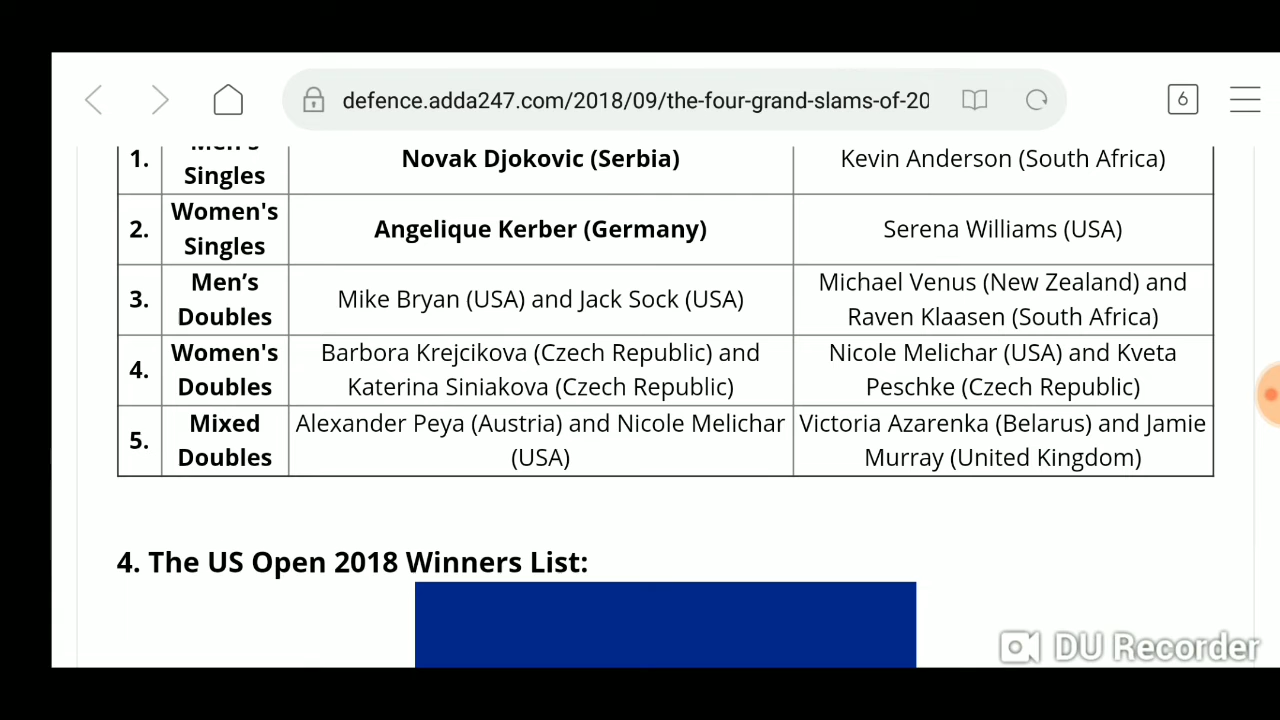 defence.adda247.com/2018/09/the-four-grand-slams-of-20
6
1.
Men's
Singles
Novak Djokovic (Serbia)
Kevin Anderson (South Africa)
2.
Women's
Singles
Angelique Kerber (Germany)
Serena Williams (USA)
3.
Men’s
Doubles
Mike Bryan (USA) and Jack Sock (USA)
Michael Venus (New Zealand) and
Raven Klaasen (South Africa)
4.
Women's
Doubles
Barbora Krejcikova (Czech Republic) and
Katerina Siniakova (Czech Republic)
Nicole Melichar (USA) and Kveta
Peschke (Czech Republic)
5.
Mixed
Doubles
Alexander Peya (Austria) and Nicole Melichar
(USA)
Victoria Azarenka (Belarus) and Jamie
Murray (United Kingdom)
4. The US Open 2018 Winners List:
DU Recorder